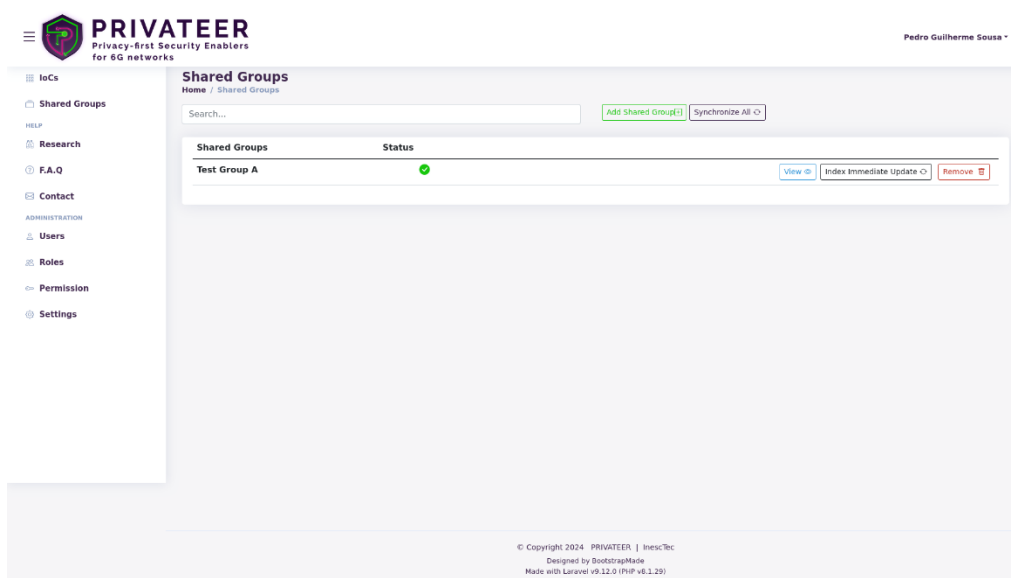 PRIVATEER
Privacy-first Security Enablers
for 6G networks
Pedro Guilherme Sousa
IoCs
Shared Groups
HELP
Research
F.A.Q
Contact
ADMINISTRATION
Users
Roles
Permission
Settings
Shared Groups
Home / Shared Groups
Search...
Add Shared Group
Synchronize All
Shared Groups Status
Test Group A
View
Index Immediate Update
Remove
© Copyright 2024 PRIVATEER | InescTec
Designed by BootstrapMade
Made with Laravel v9.12.0 (PHP v8.1.29)